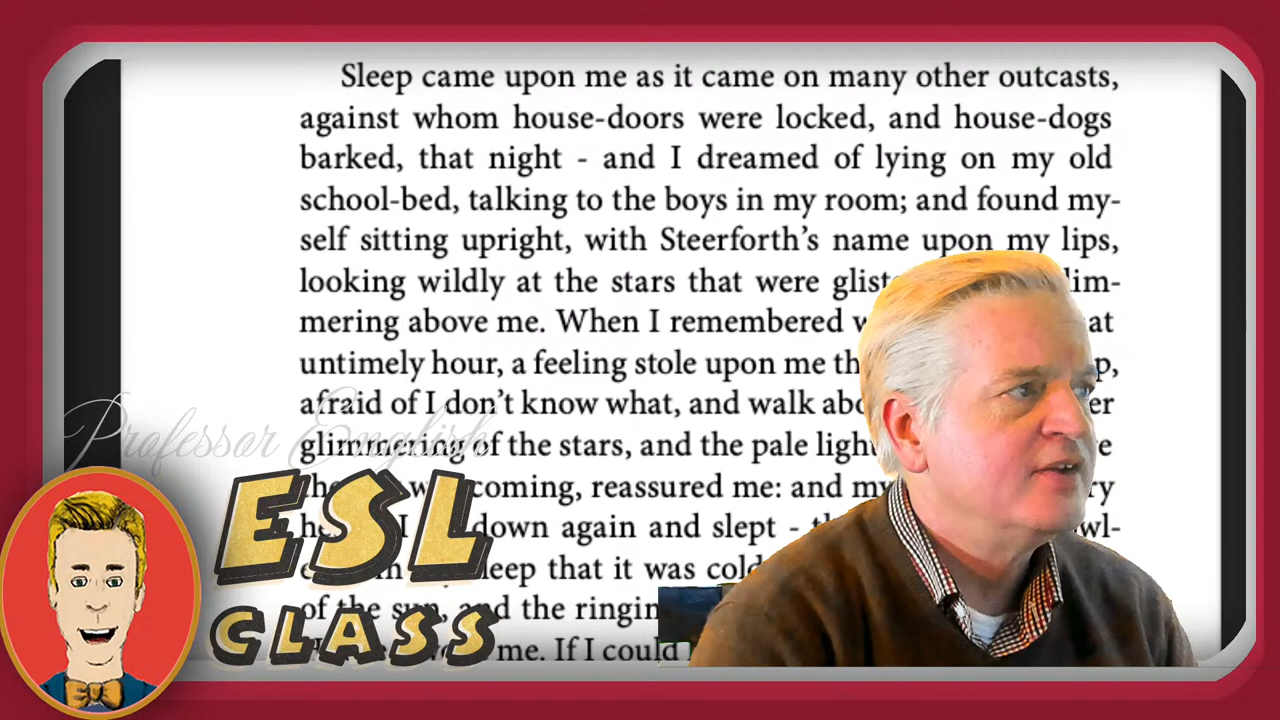 Sleep came upon me as it came on many other outcasts,
against whom house-doors were locked, and house-dogs
barked, that night - and I dreamed of lying on my old
school-bed, talking to the boys in my room; and found my-
self sitting upright, with Steerforth's name upon my lips,
looking wildly at the stars that were
mering above me. When I remembered at
untimely hour, a feeling stole upon me
afraid of I don't know what, and walk
glimmering of the stars, and the pale
coming, reassured me: and my
I down again and slept -
that it was cold
of the sun, and the
me. If I could
Professor English
ESL
CLASS